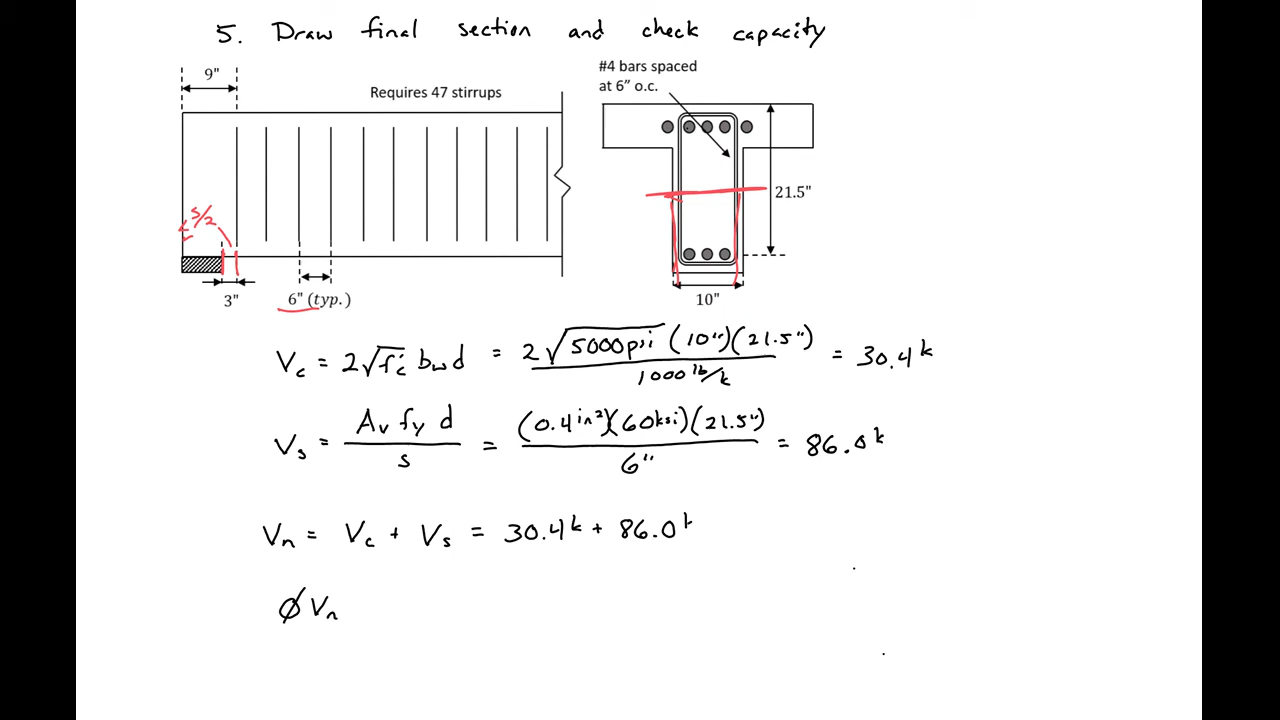 5. Draw final section and check capacity
#4 bars spaced
at 6” o.c.
9"
Requires 47 stirrups
21.5"
s/2
3"
6" (typ.)
10"
Vc = 2√f'c bw d = 2√5000psi (10")(21.5") / 1000 lb/k = 30.4k
Vs = Av fy d / s = (0.4in²)(60ksi)(21.5") / 6" = 86.0k
Vn = Vc + Vs = 30.4k + 86.0k
ϕVn